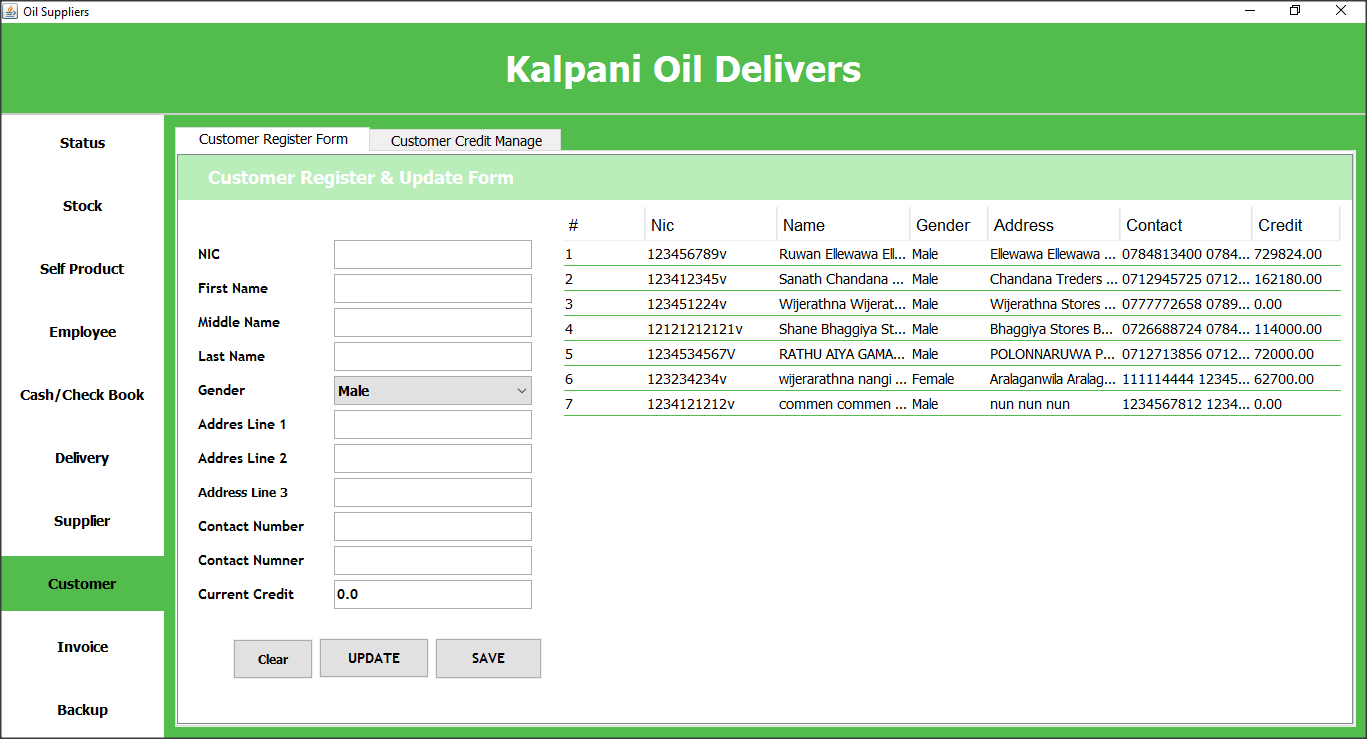 Oil Suppliers
Kalpani Oil Delivers
Status
Stock
Self Product
Employee
Cash/Check Book
Delivery
Supplier
Customer
Invoice
Backup
Customer Register Form Customer Credit Manage
Customer Register & Update Form
NIC
First Name
Middle Name
Last Name
Gender Male
Addres Line 1
Addres Line 2
Address Line 3
Contact Number
Contact Numner
Current Credit 0.0
Clear UPDATE SAVE
# Nic Name Gender Address Contact Credit
1 123456789v Ruwan Ellewawa Ell... Male Ellewawa Ellewawa ... 0784813400 0784... 729824.00
2 123412345v Sanath Chandana ... Male Chandana Treders ... 0712945725 0712... 162180.00
3 123451224v Wijerathna Wijerat... Male Wijerathna Stores ... 0777772658 0789... 0.00
4 12121212121v Shane Bhaggiya St... Male Bhaggiya Stores B... 0726688724 0784... 114000.00
5 1234534567V RATHU AIYA GAMA... Male POLONNARUWA P... 0712713856 0712... 72000.00
6 123234234v wijerarathna nangi ... Female Aralaganwila Aralag... 111114444 12345... 62700.00
7 1234121212v commen commen ... Male nun nun nun 1234567812 1234... 0.00